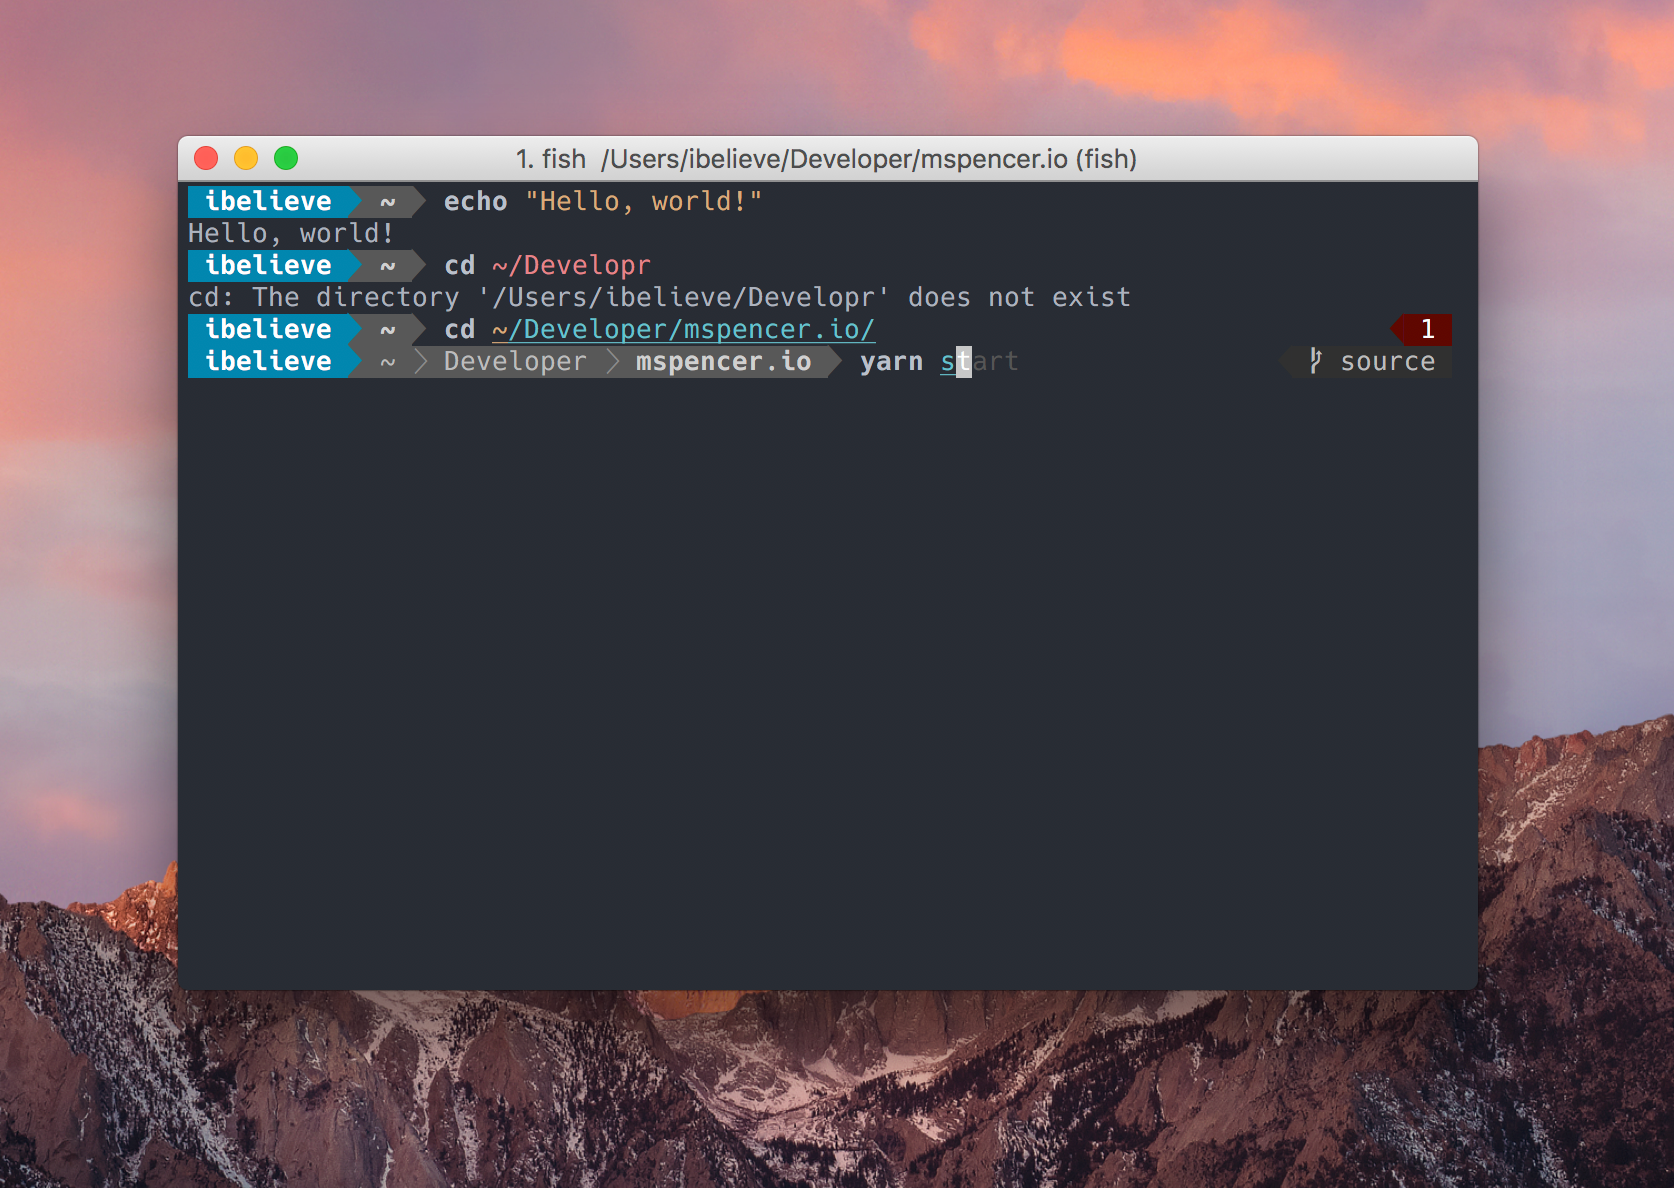 1. fish  /Users/ibelieve/Developer/mspencer.io (fish)
ibelieve ~ echo "Hello, world!"
Hello, world!
ibelieve ~ cd ~/Developr
cd: The directory '/Users/ibelieve/Developr' does not exist
ibelieve ~ cd ~/Developer/mspencer.io/ 1
ibelieve ~ Developer mspencer.io yarn start source